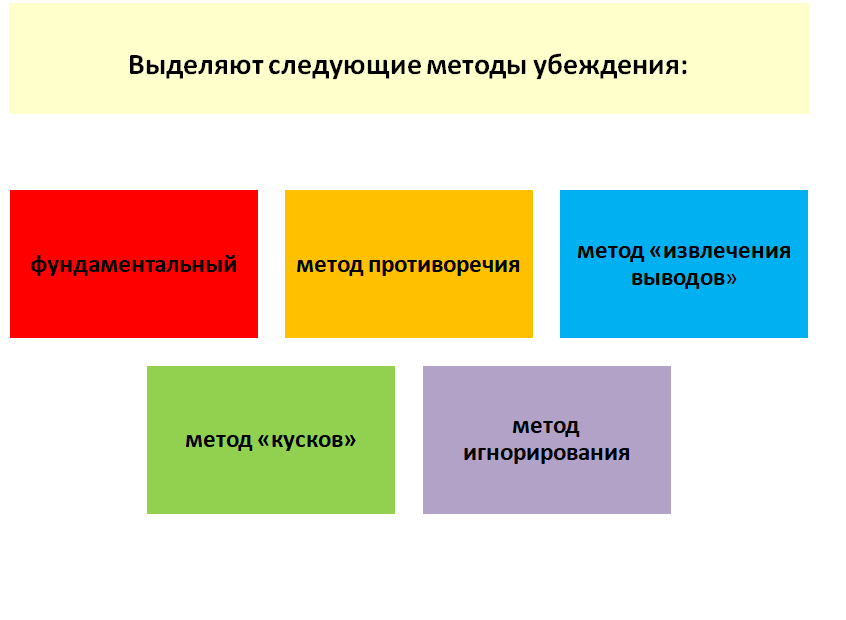 Выделяют следующие методы убеждения:
фундаментальный
метод противоречия
метод «извлечения
выводов»
метод «кусков»
метод
игнорирования